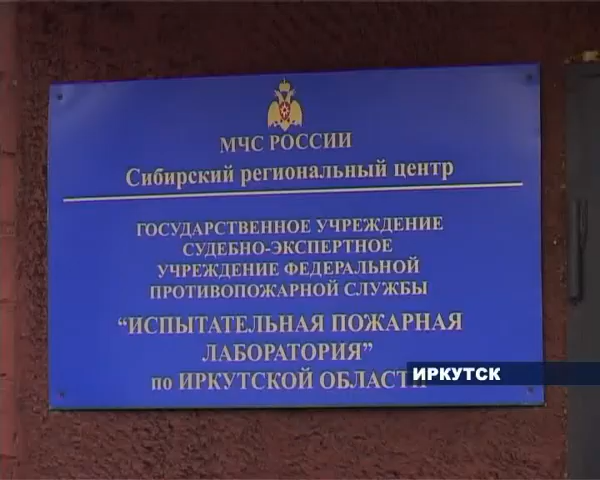 МЧС РОССИИ
Сибирский региональный центр
ГОСУДАРСТВЕННОЕ УЧРЕЖДЕНИЕ
СУДЕБНО-ЭКСПЕРТНОЕ
УЧРЕЖДЕНИЕ ФЕДЕРАЛЬНОЙ
ПРОТИВОПОЖАРНОЙ СЛУЖБЫ
“ИСПЫТАТЕЛЬНАЯ ПОЖАРНАЯ
ЛАБОРАТОРИЯ”
по ИРКУТСКОЙ ОБЛАСТИ
ИРКУТСК